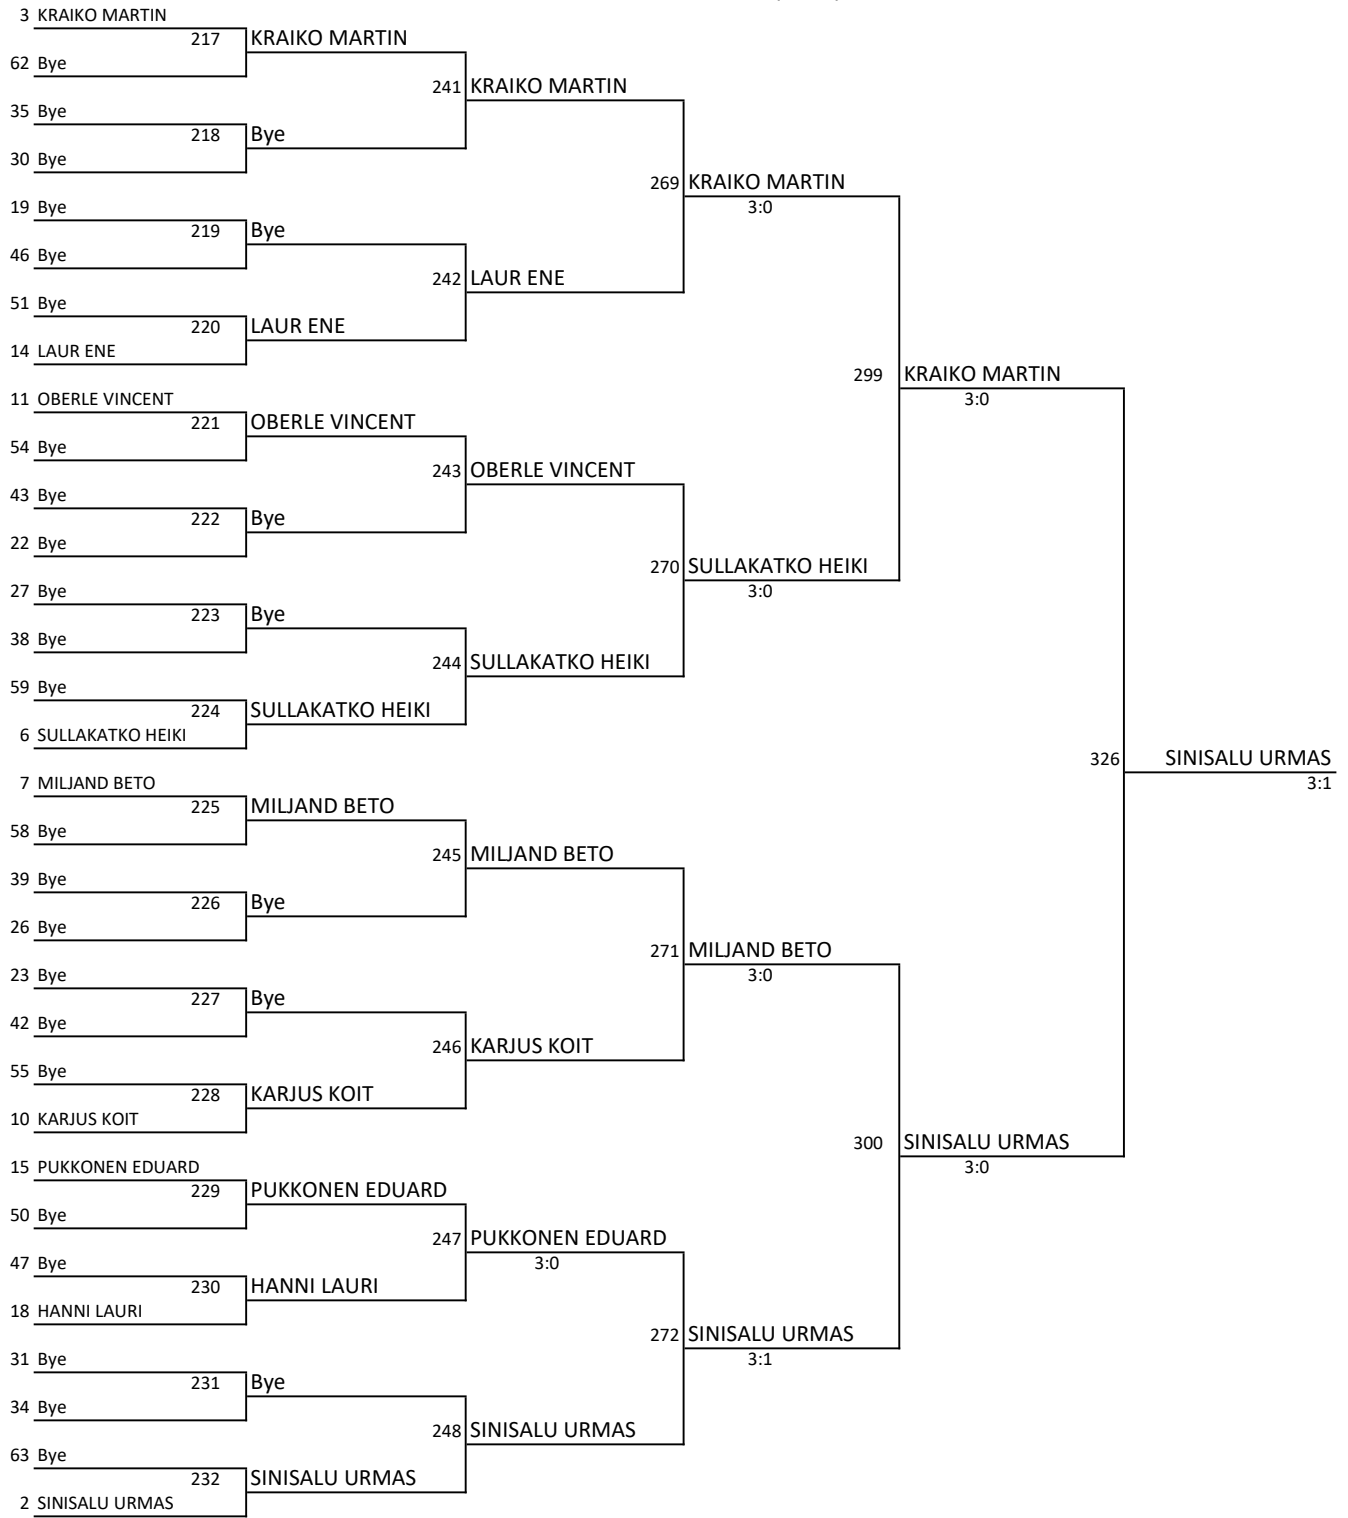 3 KRAIKO MARTIN
217 KRAIKO MARTIN
62 Bye
241 KRAIKO MARTIN
35 Bye
218 Bye
30 Bye
269 KRAIKO MARTIN
3:0
19 Bye
219 Bye
46 Bye
242 LAUR ENE
51 Bye
220 LAUR ENE
14 LAUR ENE
299 KRAIKO MARTIN
3:0
11 OBERLE VINCENT
221 OBERLE VINCENT
54 Bye
243 OBERLE VINCENT
43 Bye
222 Bye
22 Bye
270 SULLAKATKO HEIKI
3:0
27 Bye
223 Bye
38 Bye
244 SULLAKATKO HEIKI
59 Bye
224 SULLAKATKO HEIKI
6 SULLAKATKO HEIKI
326 SINISALU URMAS
3:1
7 MILJAND BETO
225 MILJAND BETO
58 Bye
245 MILJAND BETO
39 Bye
226 Bye
26 Bye
271 MILJAND BETO
3:0
23 Bye
227 Bye
42 Bye
246 KARJUS KOIT
55 Bye
228 KARJUS KOIT
10 KARJUS KOIT
300 SINISALU URMAS
3:0
15 PUKKONEN EDUARD
229 PUKKONEN EDUARD
50 Bye
247 PUKKONEN EDUARD
3:0
47 Bye
230 HANNI LAURI
18 HANNI LAURI
272 SINISALU URMAS
3:1
31 Bye
231 Bye
34 Bye
248 SINISALU URMAS
63 Bye
232 SINISALU URMAS
2 SINISALU URMAS